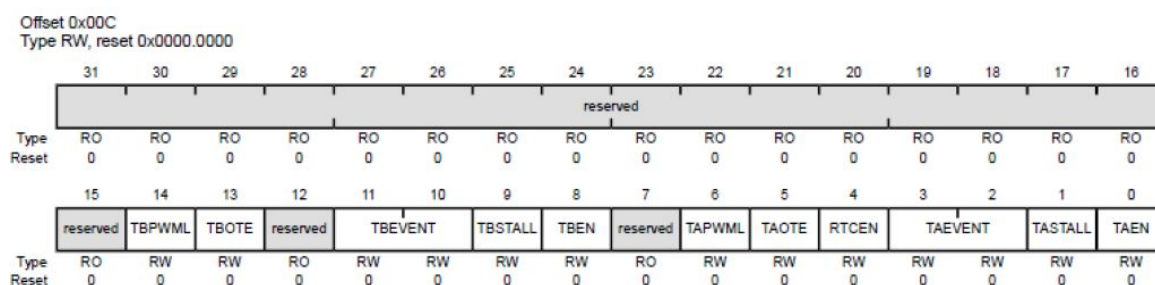 Offset 0x00C
Type RW, reset 0x0000.0000
31 30 29 28 27 26 25 24 23 22 21 20 19 18 17 16
reserved
Type RO RO RO RO RO RO RO RO RO RO RO RO RO RO RO RO
Reset 0 0 0 0 0 0 0 0 0 0 0 0 0 0 0 0
15 14 13 12 11 10 9 8 7 6 5 4 3 2 1 0
reserved TBPWML TBOTE reserved TBEVENT TBSTALL TBEN reserved TAPWML TAOTE RTCEN TAEVENT TASTALL TAEN
Type RO RW RW RO RW RW RW RW RO RW RW RW RW RW RW RW
Reset 0 0 0 0 0 0 0 0 0 0 0 0 0 0 0 0